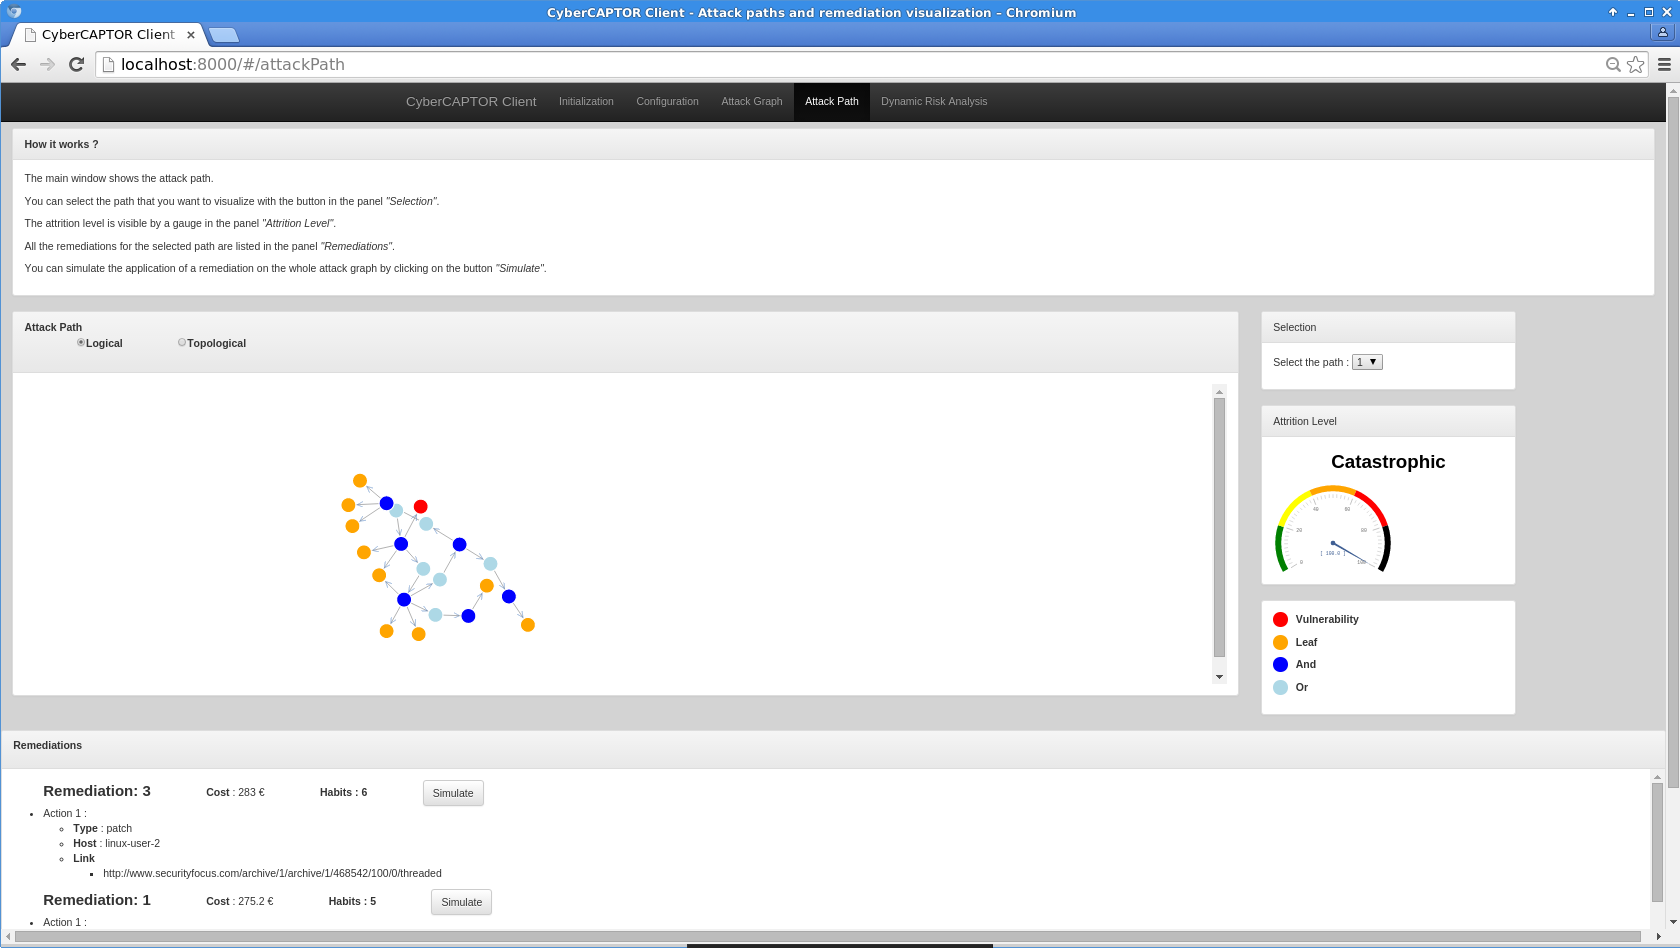 CyberCAPTOR Client - Attack paths and remediation visualization – Chromium
CyberCAPTOR Client
localhost:8000/#/attackPath
CyberCAPTOR Client Initialization Configuration Attack Graph Attack Path Dynamic Risk Analysis
How it works ?
The main window shows the attack path.
You can select the path that you want to visualize with the button in the panel "Selection".
The attrition level is visible by a gauge in the panel "Attrition Level".
All the remediations for the selected path are listed in the panel "Remediations".
You can simulate the application of a remediation on the whole attack graph by clicking on the button "Simulate".
Attack Path
Logical Topological
Selection
Select the path : 1
Attrition Level
Catastrophic
0 20 40 60 80 100
[ 100.0 ]
Vulnerability
Leaf
And
Or
Remediations
Remediation: 3 Cost : 283 € Habits : 6 Simulate
Action 1 :
Type : patch
Host : linux-user-2
Link
http://www.securityfocus.com/archive/1/archive/1/468542/100/0/threaded
Remediation: 1 Cost : 275.2 € Habits : 5 Simulate
Action 1 :